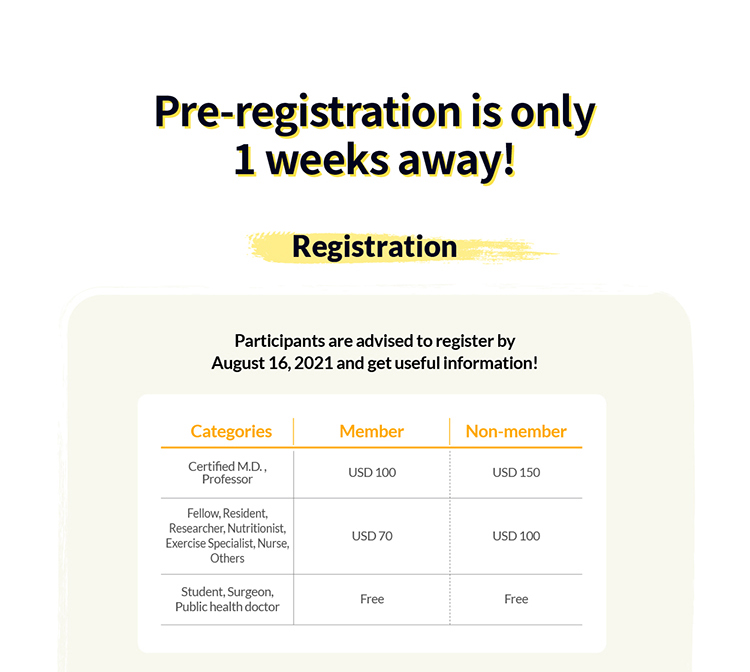 Pre-registration is only
1 weeks away!
Registration
Participants are advised to register by
August 16, 2021 and get useful information!
Categories Member Non-member
Certified M.D. ,
Professor
USD 100 USD 150
Fellow, Resident,
Researcher, Nutritionist,
Exercise Specialist, Nurse,
Others
USD 70 USD 100
Student, Surgeon,
Public health doctor
Free Free